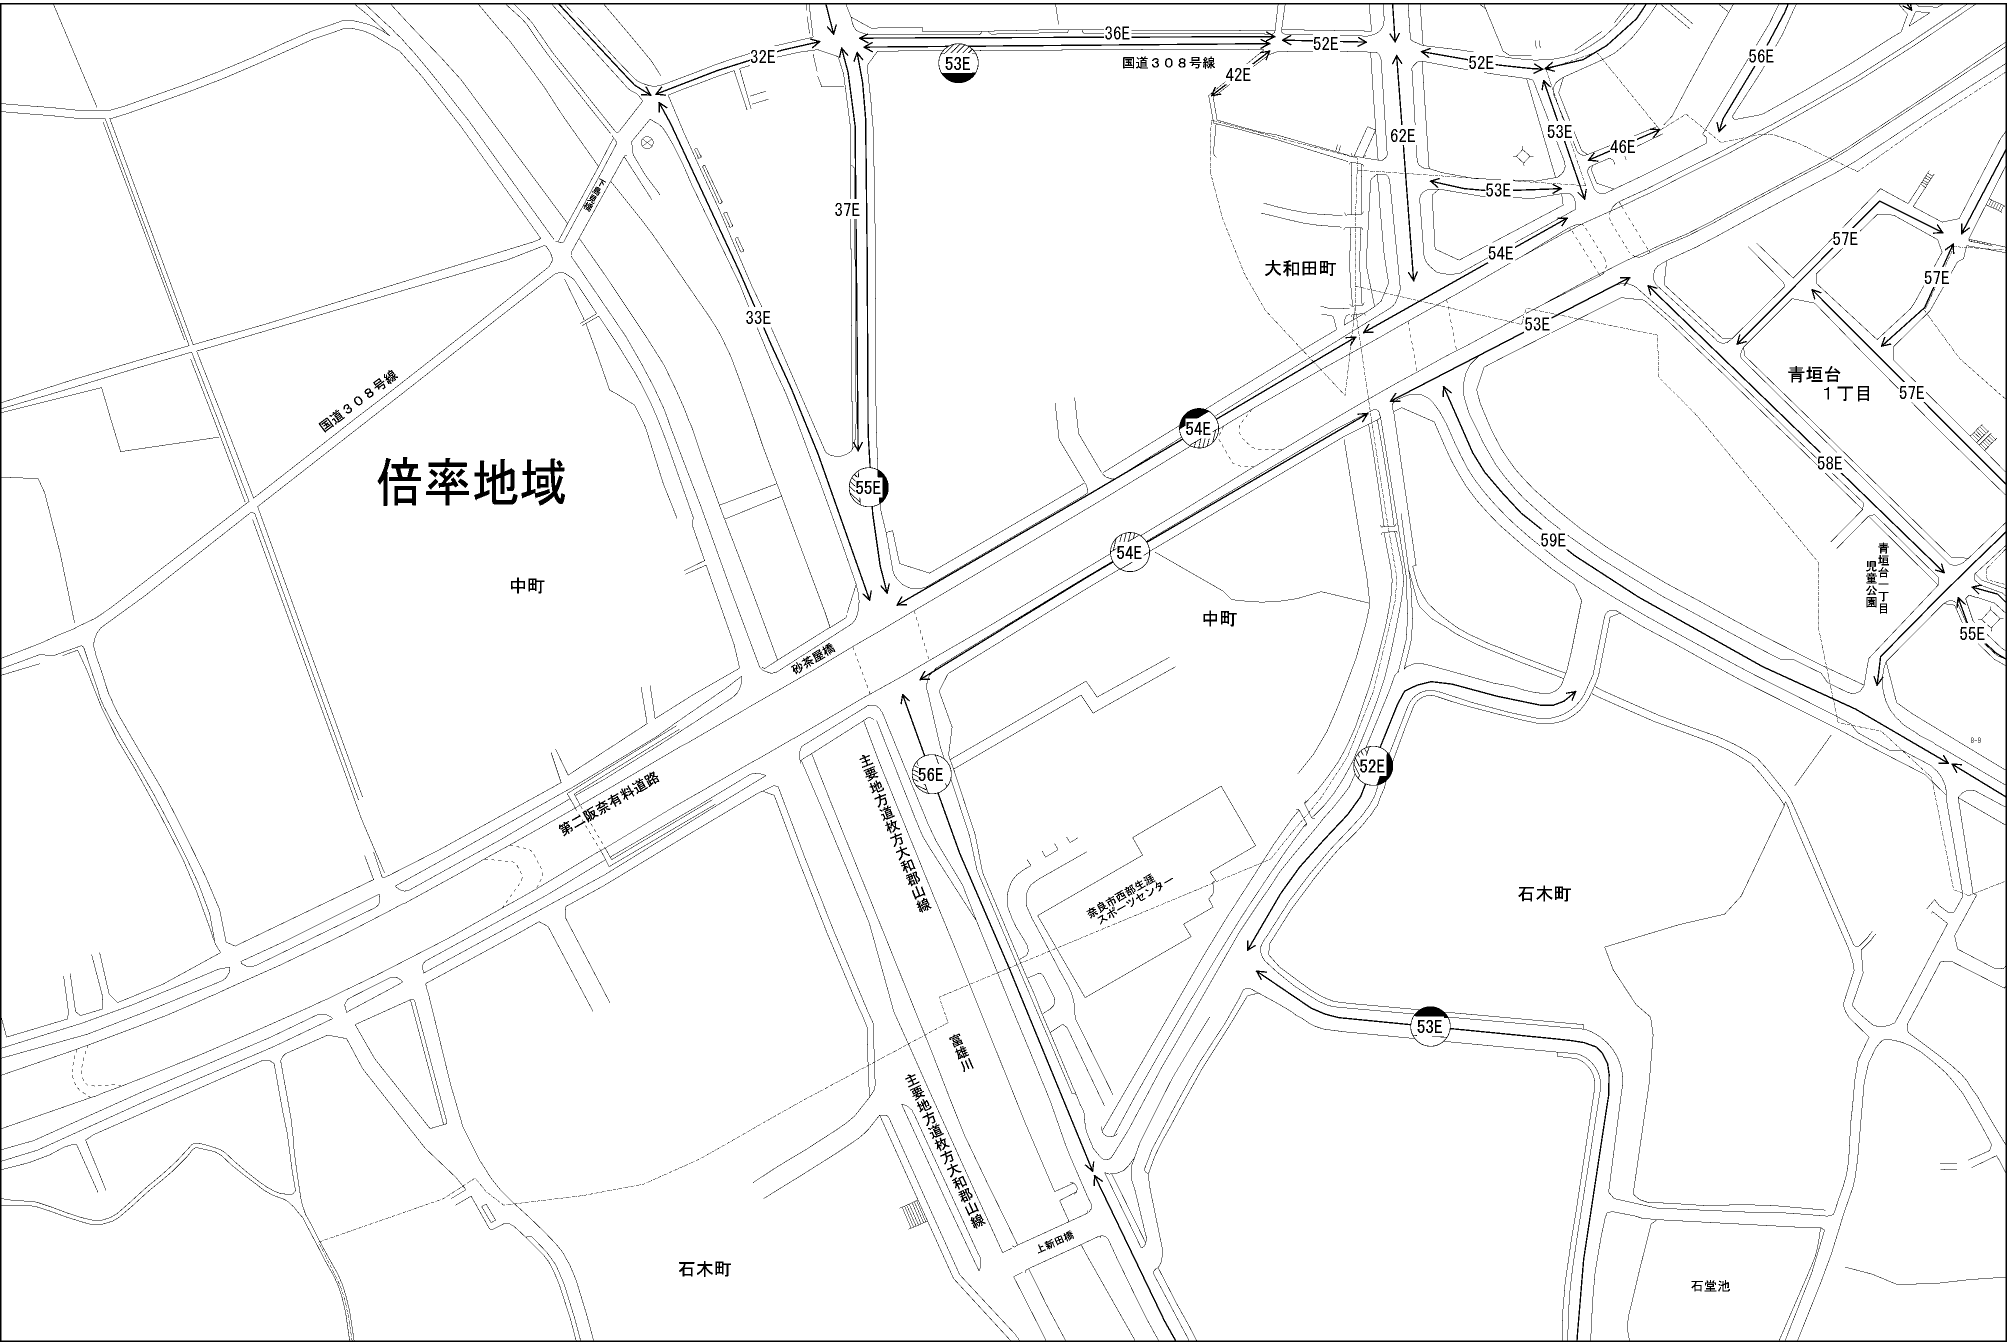 36E
52E
32E
53E
国道３０８号線
42E
52E
56E
62E
53E
46E
53E
下鳥見橋
37E
57E
54E
大和田町
57E
33E
53E
青垣台
１丁目
国道３０８号線
57E
54E
58E
倍率地域
55E
59E
54E
青垣台一丁目
児童公園
中町
中町
55E
砂茶屋橋
8-9
52E
56E
主要地方道枚方大和郡山線
第二阪奈有料道路
奈良市西部生涯
スポーツセンター
石木町
53E
富雄川
主要地方道枚方大和郡山線
上新田橋
石木町
石堂池